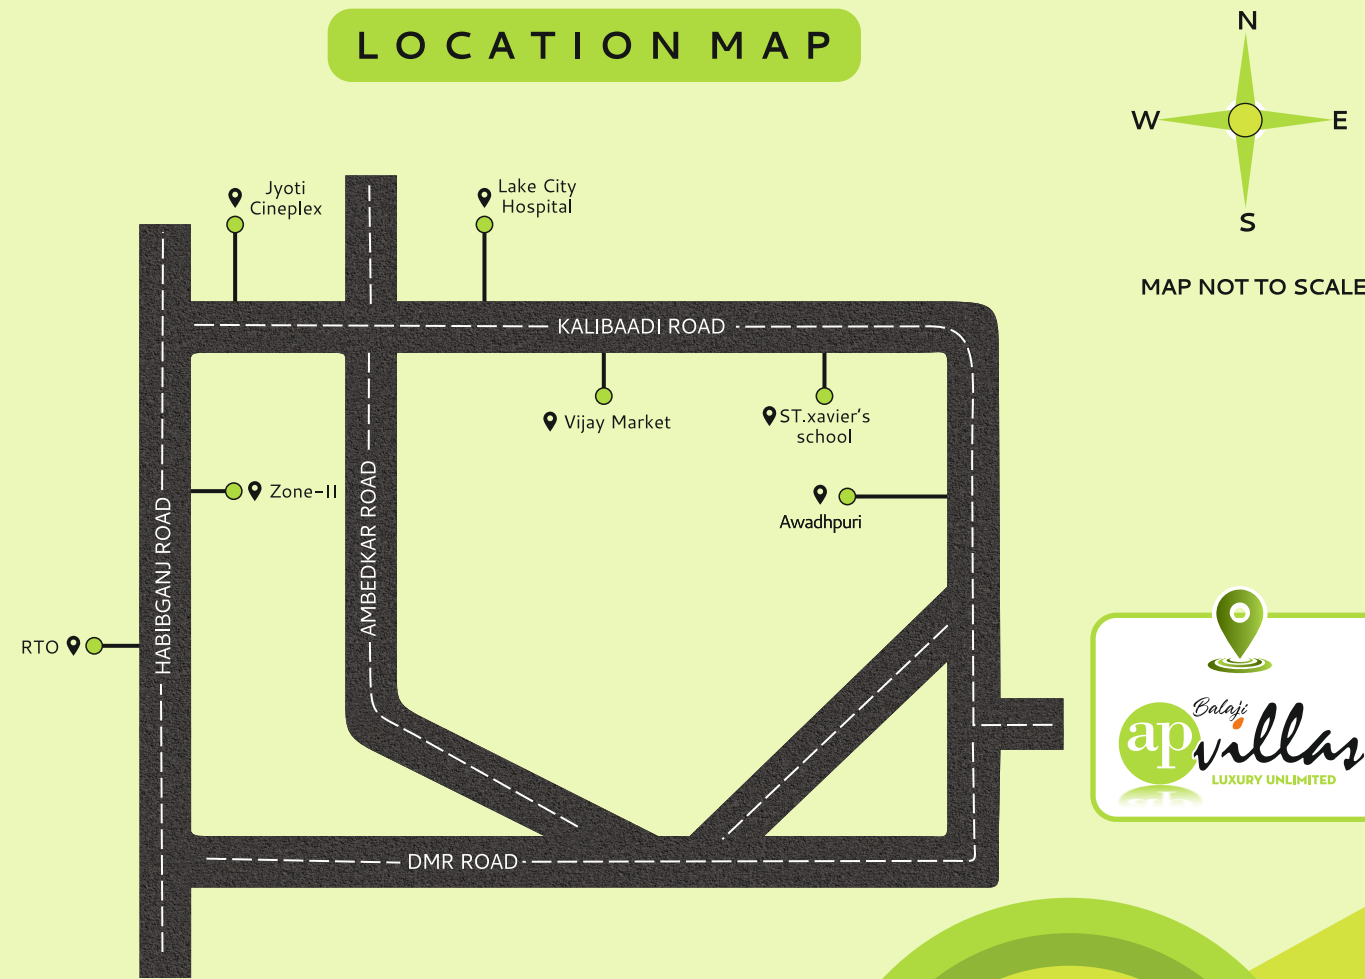 LOCATION MAP
N
W
E
S
MAP NOT TO SCALE
Jyoti
Cineplex
Lake City
Hospital
KALIBAADI ROAD
Vijay Market
ST.xavier's
school
Zone-II
Awadhpuri
HABIBGANJ ROAD
AMBEDKAR ROAD
RTO
Balaji
ap villas
LUXURY UNLIMITED
DMR ROAD